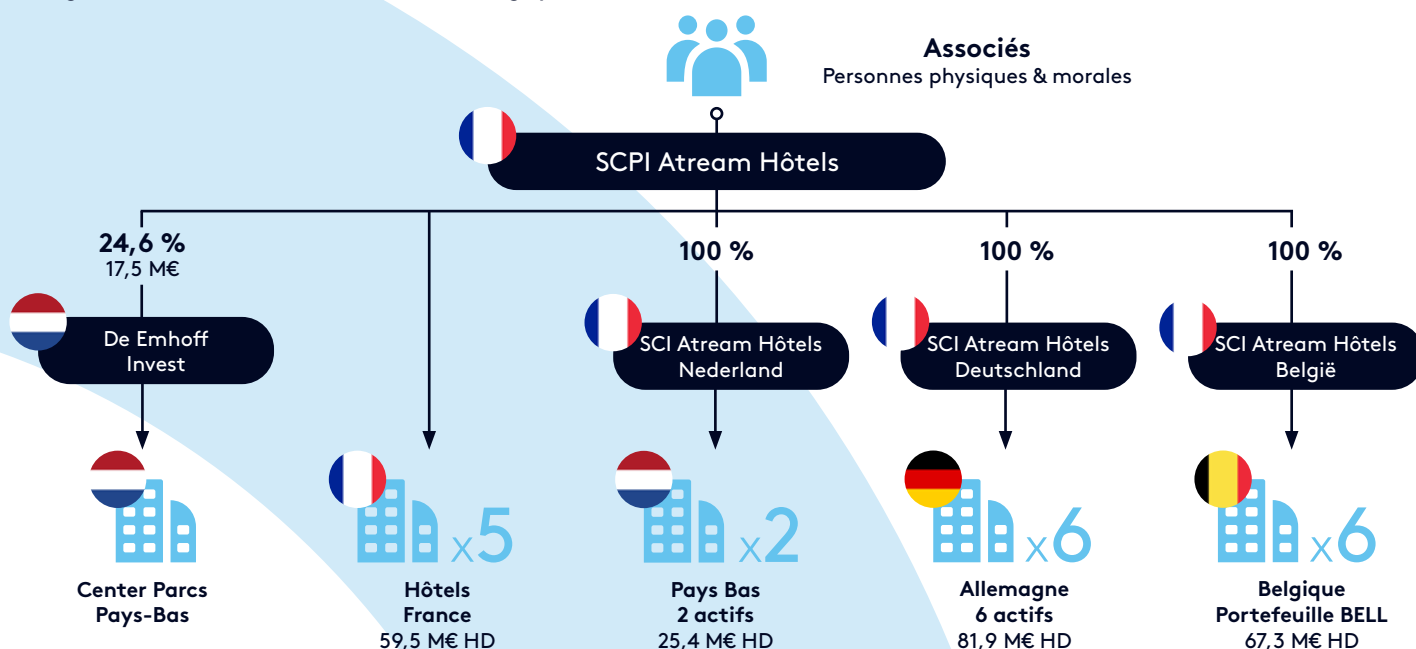 Associés
Personnes physiques & morales
SCPI Atream Hôtels
24,6 %
17,5 M€
100 %
100 %
100 %
De Emhoff
Invest
SCI Atream Hôtels
Nederland
SCI Atream Hôtels
Deutschland
SCI Atream Hôtels
België
x5
x2
x6
x6
Center Parcs
Pays-Bas
Hôtels
France
59,5 M€ HD
Pays Bas
2 actifs
25,4 M€ HD
Allemagne
6 actifs
81,9 M€ HD
Belgique
Portefeuille BELL
67,3 M€ HD